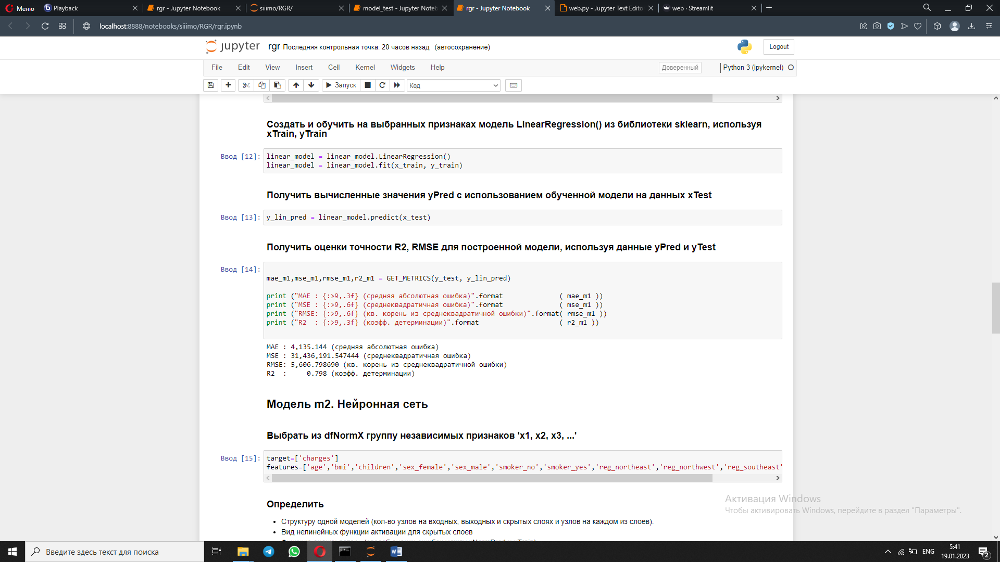 Меню
Playback
rgr - Jupyter Notebook
siiimo/RGR/
model_test - Jupyter Noteb
rgr - Jupyter Notebook
web.py - Jupyter Text Edito
web · Streamlit
localhost:8888/notebooks/siiimo/RGR/rgr.ipynb
jupyter rgr Последняя контрольная точка: 20 часов назад (автосохранение)
Logout
File Edit View Insert Cell Kernel Widgets Help
Доверенный
Python 3 (ipykernel)
Запуск
Код
Создать и обучить на выбранных признаках модель LinearRegression() из библиотеки sklearn, используя
xTrain, yTrain
Ввод [12]:
linear_model = linear_model.LinearRegression()
linear_model = linear_model.fit(x_train, y_train)
Получить вычисленные значения yPred с использованием обученной модели на данных xTest
Ввод [13]:
y_lin_pred = linear_model.predict(x_test)
Получить оценки точности R2, RMSE для построенной модели, используя данные yPred и yTest
Ввод [14]:
mae_m1,mse_m1,rmse_m1,r2_m1 = GET_METRICS(y_test, y_lin_pred)
print ("MAE : {:>9,.3f} (средняя абсолютная ошибка)".format ( mae_m1 ))
print ("MSE : {:>9,.6f} (среднеквадратичная ошибка)".format ( mse_m1 ))
print ("RMSE: {:>9,.6f} (кв. корень из среднеквадратичной ошибки)".format( rmse_m1 ))
print ("R2 : {:>9,.3f} (коэфф. детерминации)".format ( r2_m1 ))
MAE : 4,135.144 (средняя абсолютная ошибка)
MSE : 31,436,191.547444 (среднеквадратичная ошибка)
RMSE: 5,606.798690 (кв. корень из среднеквадратичной ошибки)
R2 : 0.798 (коэфф. детерминации)
Модель m2. Нейронная сеть
Выбрать из dfNormX группу независимых признаков 'x1, x2, x3, ...'
Ввод [15]:
target=['charges']
features=['age','bmi','children','sex_female','sex_male','smoker_no','smoker_yes','reg_northeast','reg_northwest','reg_southeast'
Определить
• Структуру одной моделей (кол-во узлов на входных, выходных и скрытых слоях и узлов на каждом из слоев).
• Вид нелинейных функции активации для скрытых слоев
Активация Windows
Чтобы активировать Windows, перейдите в раздел "Параметры".
Введите здесь текст для поиска
ENG
5:41
19.01.2023
2